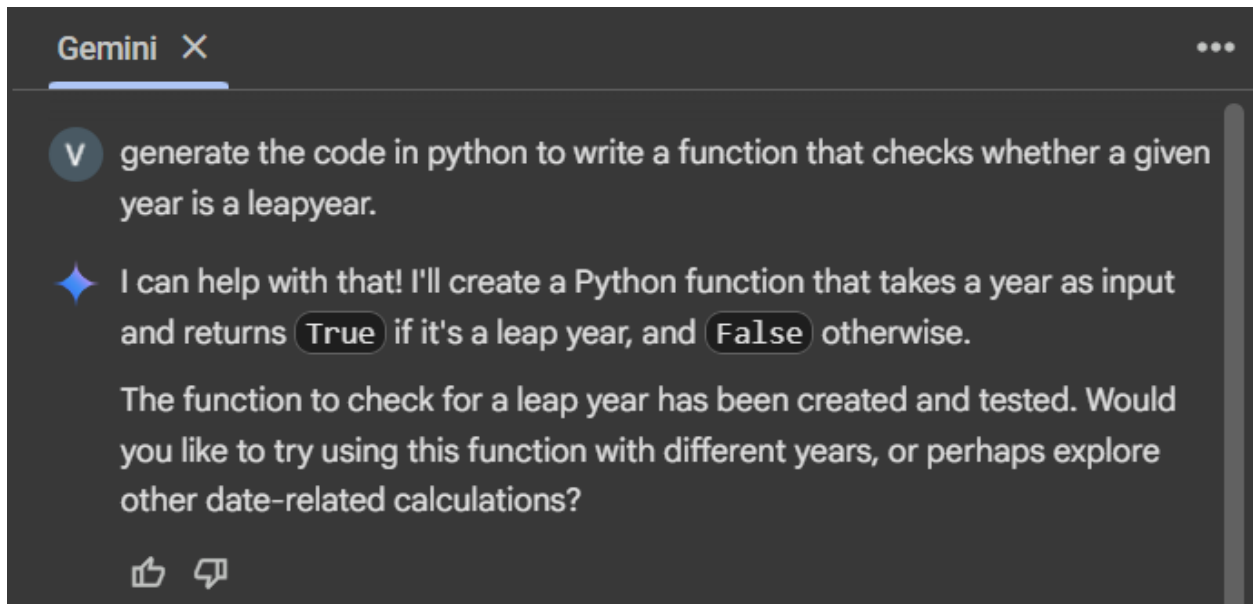 Gemini
V
generate the code in python to write a function that checks whether a given
year is a leapyear.
I can help with that! I'll create a Python function that takes a year as input
and returns True if it's a leap year, and False otherwise.
The function to check for a leap year has been created and tested. Would
you like to try using this function with different years, or perhaps explore
other date-related calculations?